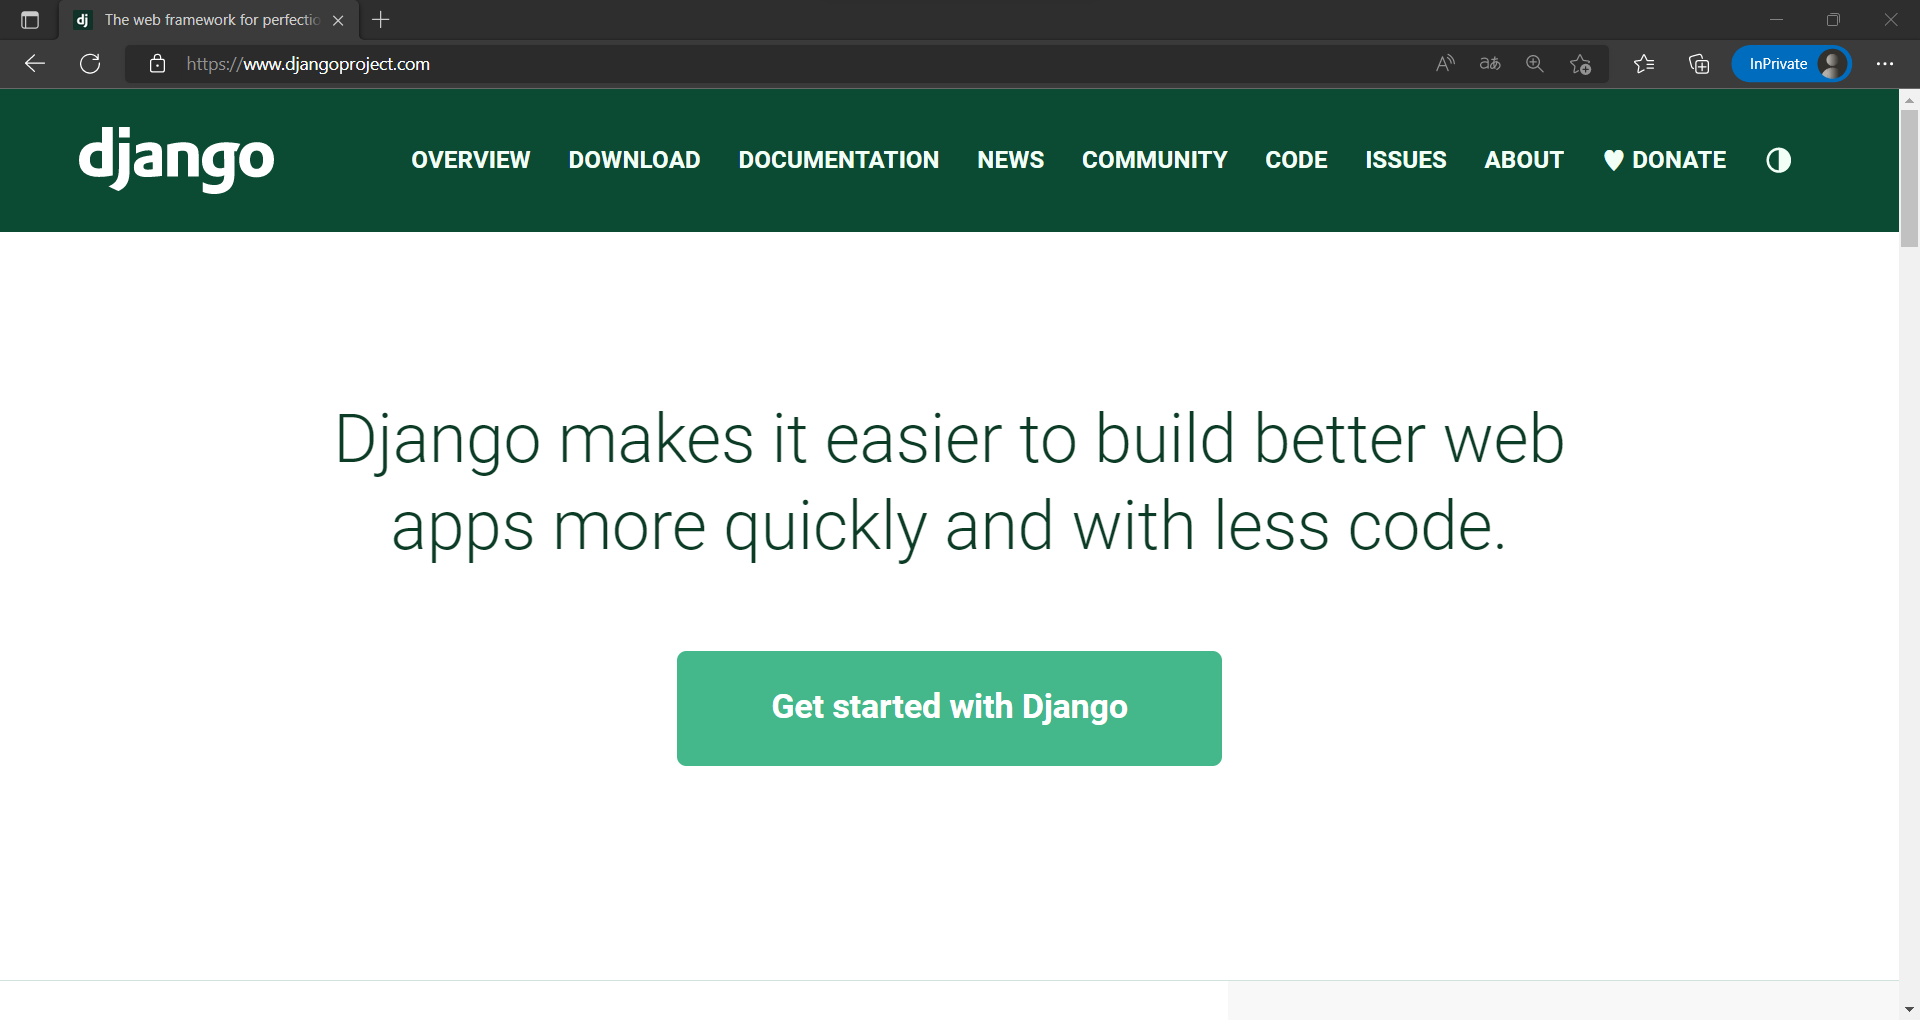 dj The web framework for perfectio
https://www.djangoproject.com
A aあ InPrivate
django OVERVIEW DOWNLOAD DOCUMENTATION NEWS COMMUNITY CODE ISSUES ABOUT DONATE
Django makes it easier to build better web
apps more quickly and with less code.
Get started with Django